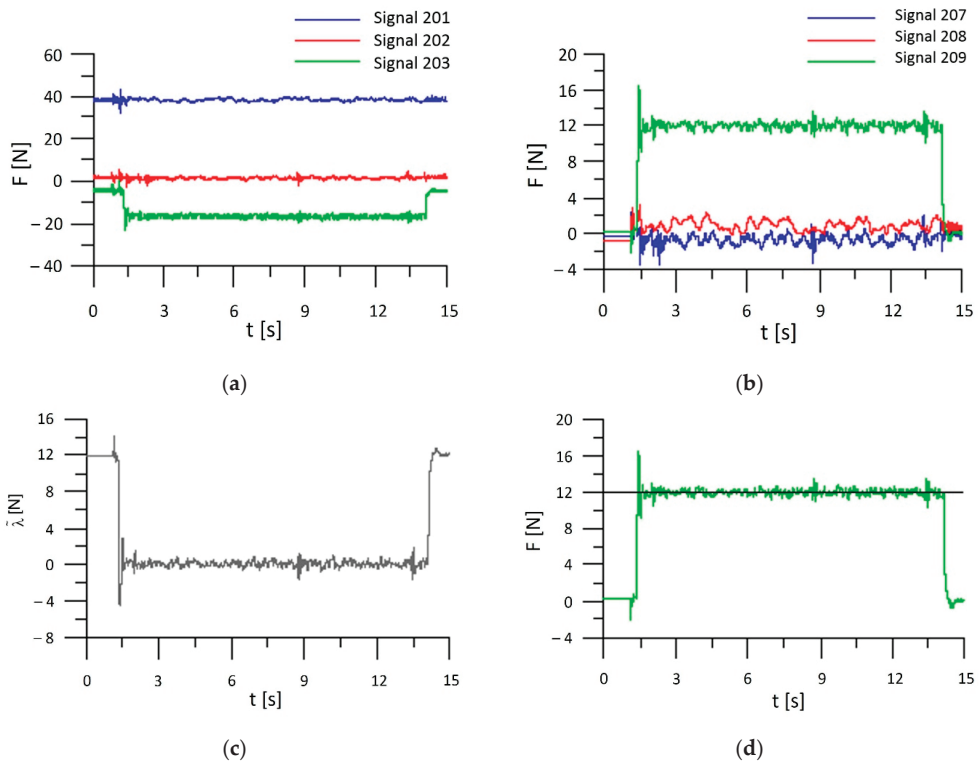 Signal 201
Signal 202
Signal 203
60
40
20
0
– 20
– 40
F [N]
0
3
6
9
12
15
t [s]
(a)
Signal 207
Signal 208
Signal 209
20
16
12
8
4
0
– 4
F [N]
0
3
6
9
12
15
t [s]
(b)
16
12
8
4
0
– 4
– 8
λ̃ [N]
0
3
6
9
12
15
t [s]
(c)
20
16
12
8
4
0
– 4
F [N]
0
3
6
9
12
15
t [s]
(d)